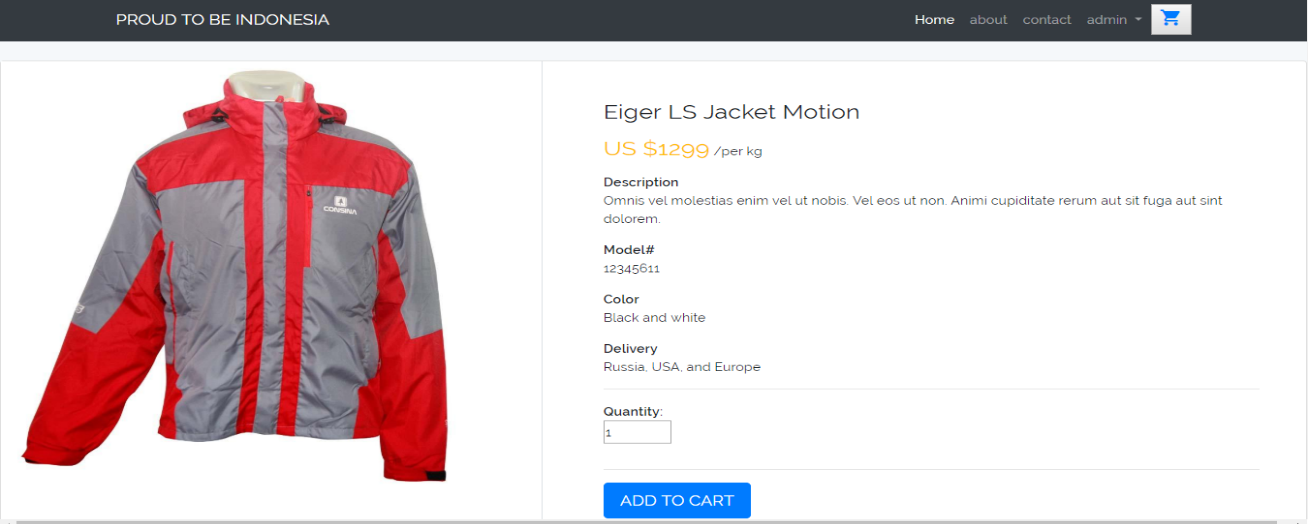 PROUD TO BE INDONESIA
Home about contact admin
CONSINA
Eiger LS Jacket Motion
US $1299 /per kg
Description
Omnis vel molestias enim vel ut nobis. Vel eos ut non. Animi cupiditate rerum aut sit fuga aut sint
dolorem.
Model#
12345611
Color
Black and white
Delivery
Russia, USA, and Europe
Quantity:
1
ADD TO CART